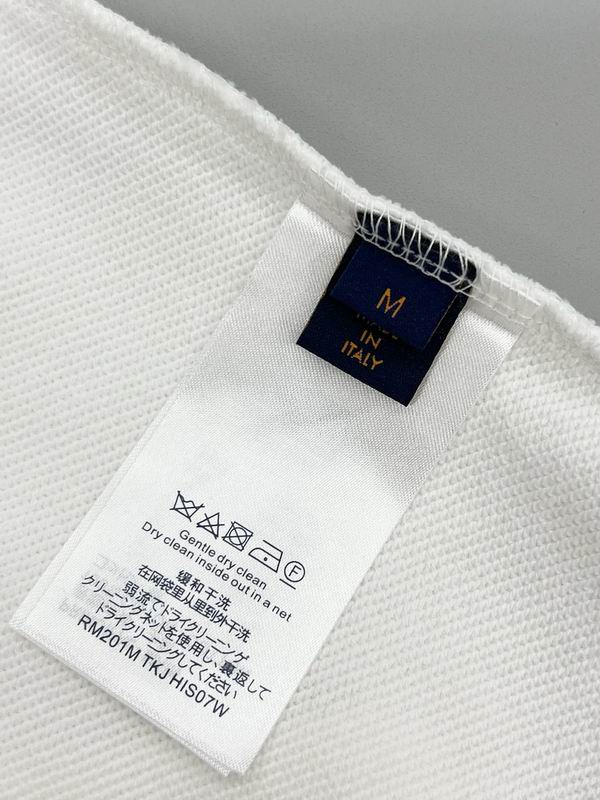 M
IN
ITALY
Gentle dry clean
Dry clean inside out in a net
缓和干洗
在网袋里从里到外干洗
弱流でドライクリーニング
クリーニングネットを使用し、裏返して
ドライクリーニングしてください
RM201M TKJ HIS07W